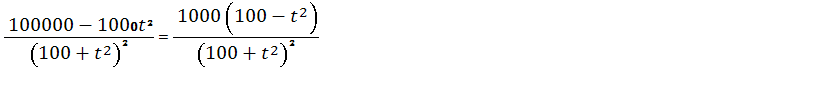 (100000 − 1000t²)/(100 + t²)² = 1000(100 − t²)/(100 + t²)²